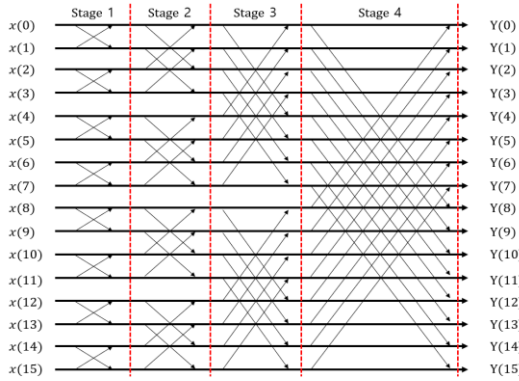 Stage 1 Stage 2 Stage 3 Stage 4
x(0) Y(0)
x(1) Y(1)
x(2) Y(2)
x(3) Y(3)
x(4) Y(4)
x(5) Y(5)
x(6) Y(6)
x(7) Y(7)
x(8) Y(8)
x(9) Y(9)
x(10) Y(10
x(11) Y(11
x(12) Y(12
x(13) Y(13
x(14) Y(14
x(15) Y(15